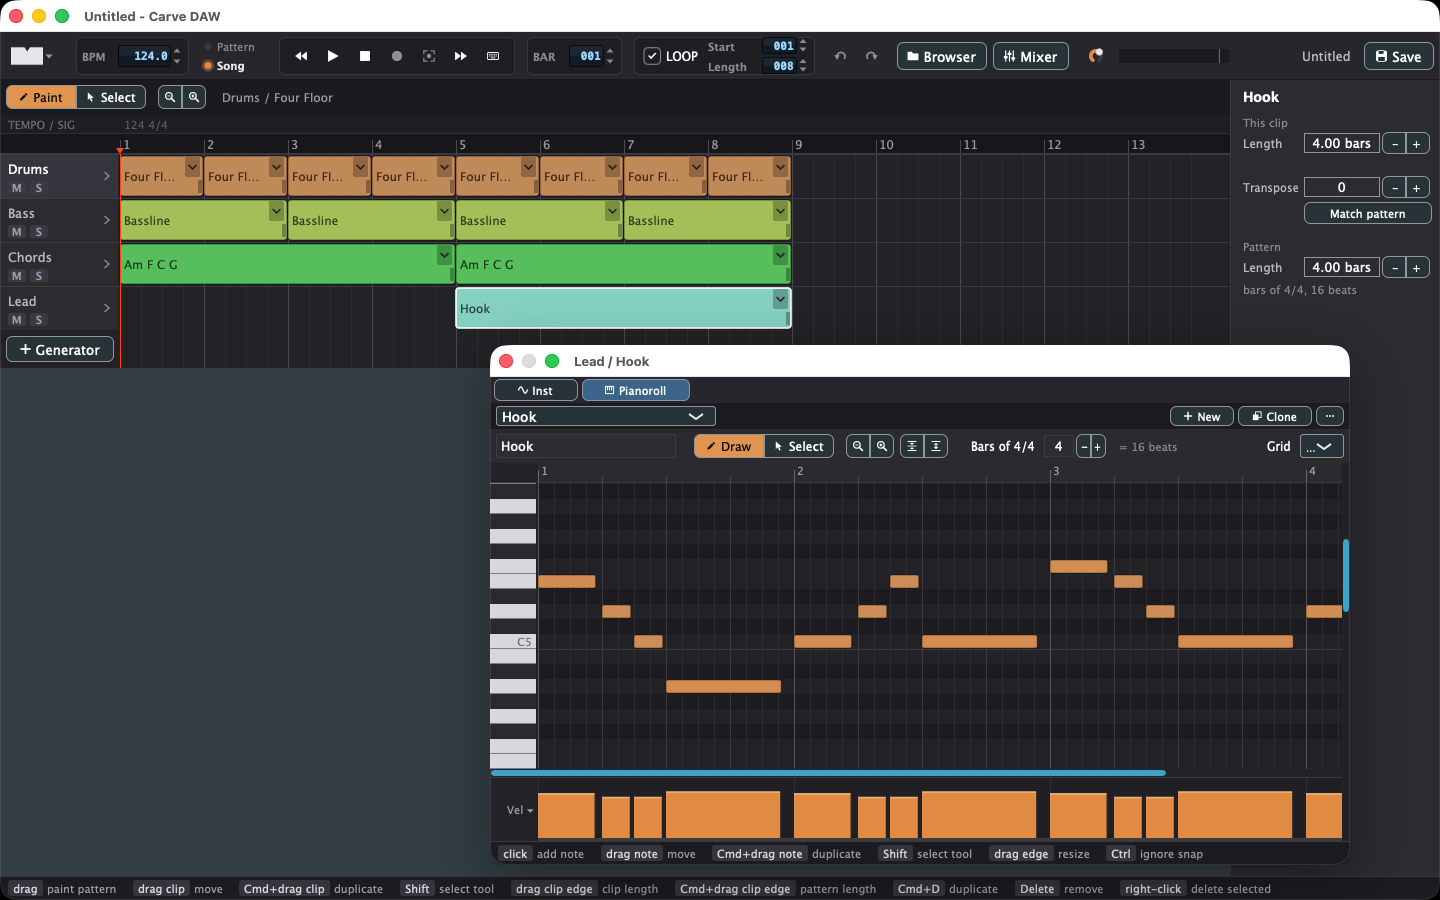 Untitled - Carve DAW
BPM 124.0
Pattern
Song
BAR 001
LOOP
Start 001
Length 008
Browser
Mixer
Untitled
Save
Paint Select Drums / Four Floor
TEMPO / SIG 124 4/4
1 2 3 4 5 6 7 8 9 10 11 12 13
Drums
M S
Four Fl... Four Fl... Four Fl... Four Fl... Four Fl... Four Fl... Four Fl... Four Fl...
Bass
M S
Bassline Bassline Bassline Bassline
Chords
M S
Am F C G Am F C G
Lead
M S
Hook
+ Generator
Hook
This clip
Length 4.00 bars - +
Transpose 0 - +
Match pattern
Pattern
Length 4.00 bars - +
bars of 4/4, 16 beats
Lead / Hook
Inst Pianoroll
Hook + New Clone ...
Hook Draw Select Bars of 4/4 4 - + = 16 beats Grid ...
1 2 3 4
C5
Vel
click add note drag note move Cmd+drag note duplicate Shift select tool drag edge resize Ctrl ignore snap
drag paint pattern drag clip move Cmd+drag clip duplicate Shift select tool drag clip edge clip length Cmd+drag clip edge pattern length Cmd+D duplicate Delete remove right-click delete selected